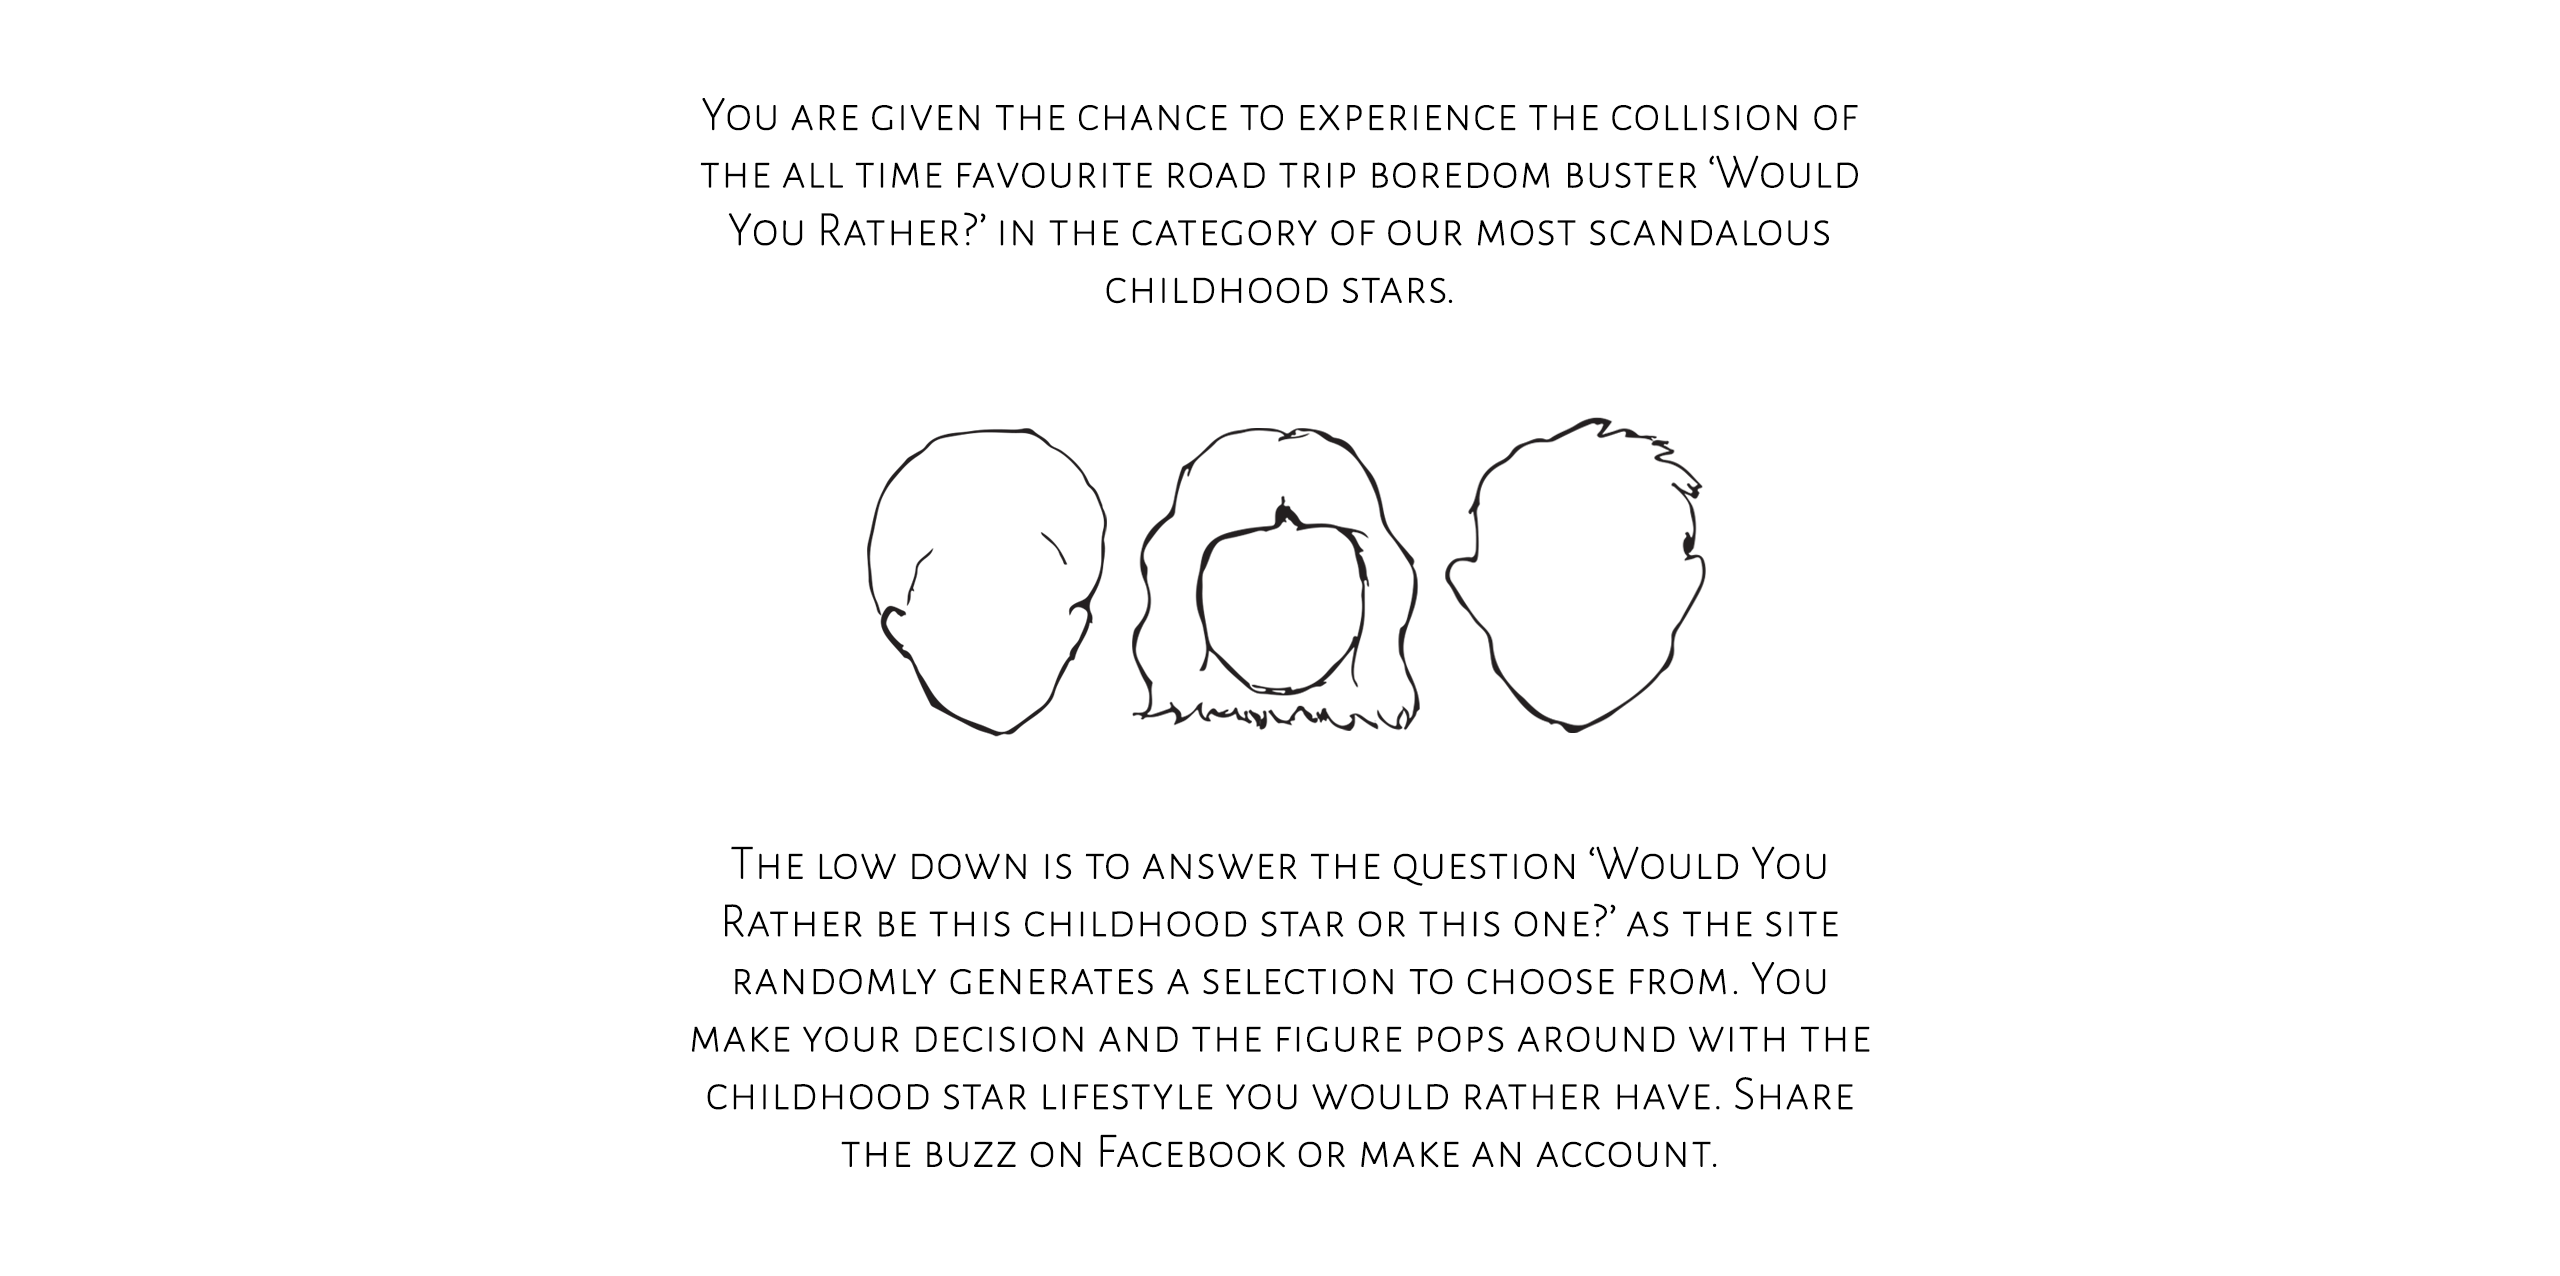 You are given the chance to experience the collision of
the all time favourite road trip boredom buster ‘Would
You Rather?’ in the category of our most scandalous
childhood stars.
The low down is to answer the question ‘Would You
Rather be this childhood star or this one?’ as the site
randomly generates a selection to choose from. You
make your decision and the figure pops around with the
childhood star lifestyle you would rather have. Share
the buzz on Facebook or make an account.